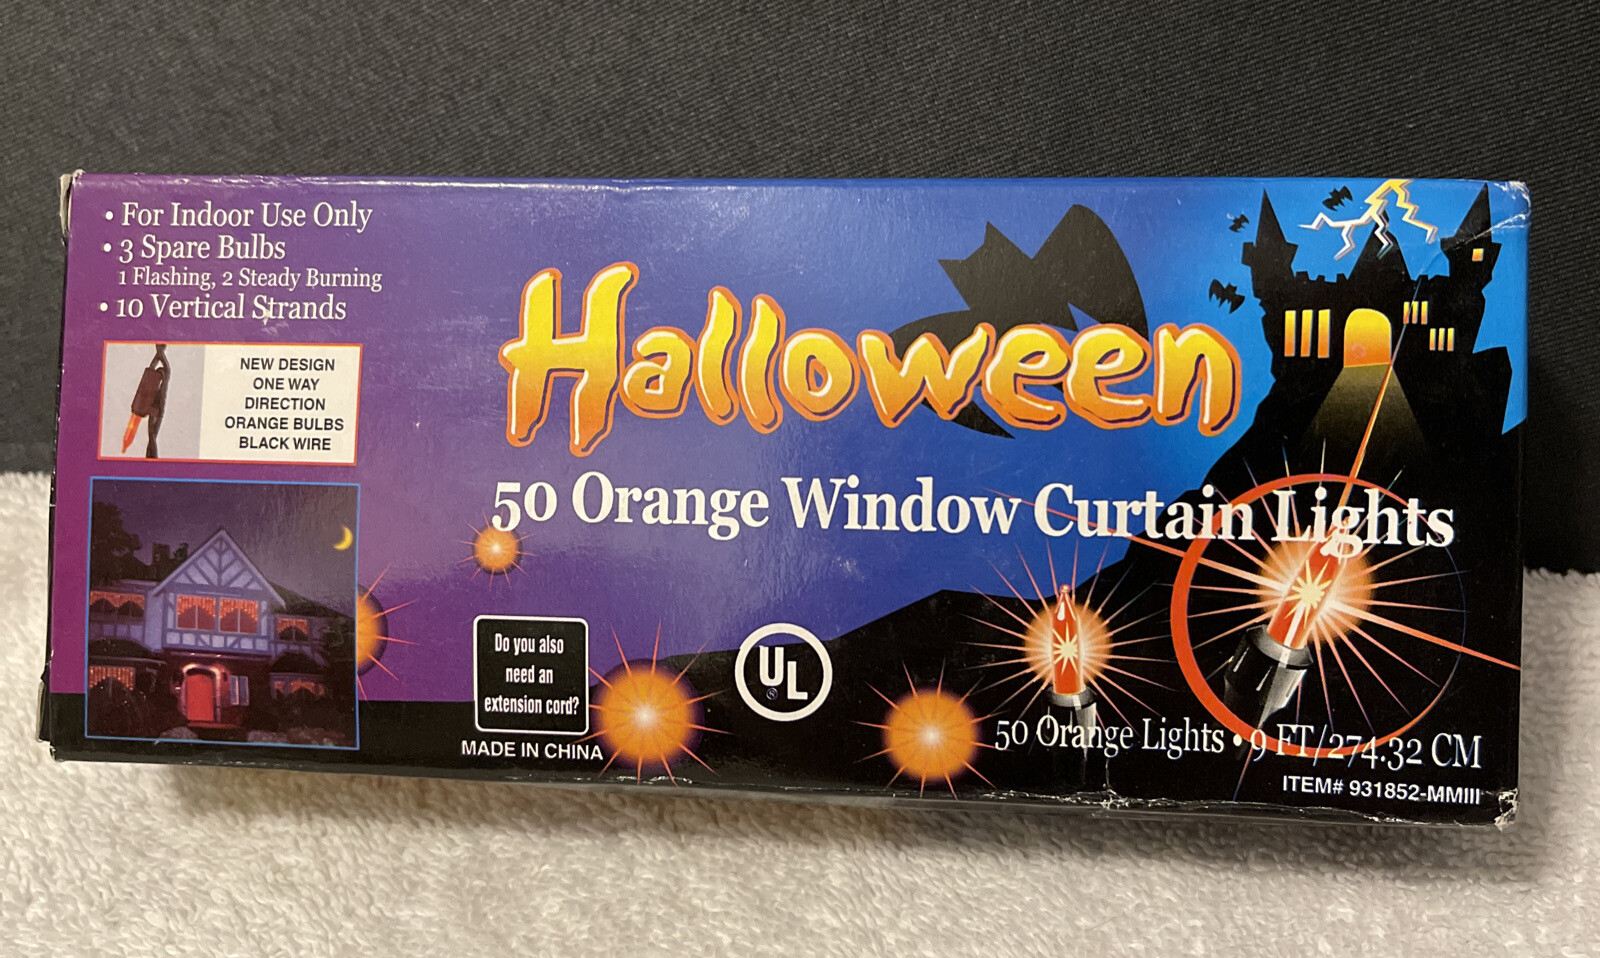 • For Indoor Use Only
• 3 Spare Bulbs
1 Flashing, 2 Steady Burning
• 10 Vertical Strands
NEW DESIGN
ONE WAY
DIRECTION
ORANGE BULBS
BLACK WIRE
Halloween
50 Orange Window Curtain Lights
Do you also
need an
extension cord?
MADE IN CHINA
UL
50 Orange Lights • 9 FT/274.32 CM
ITEM# 931852-MMIII